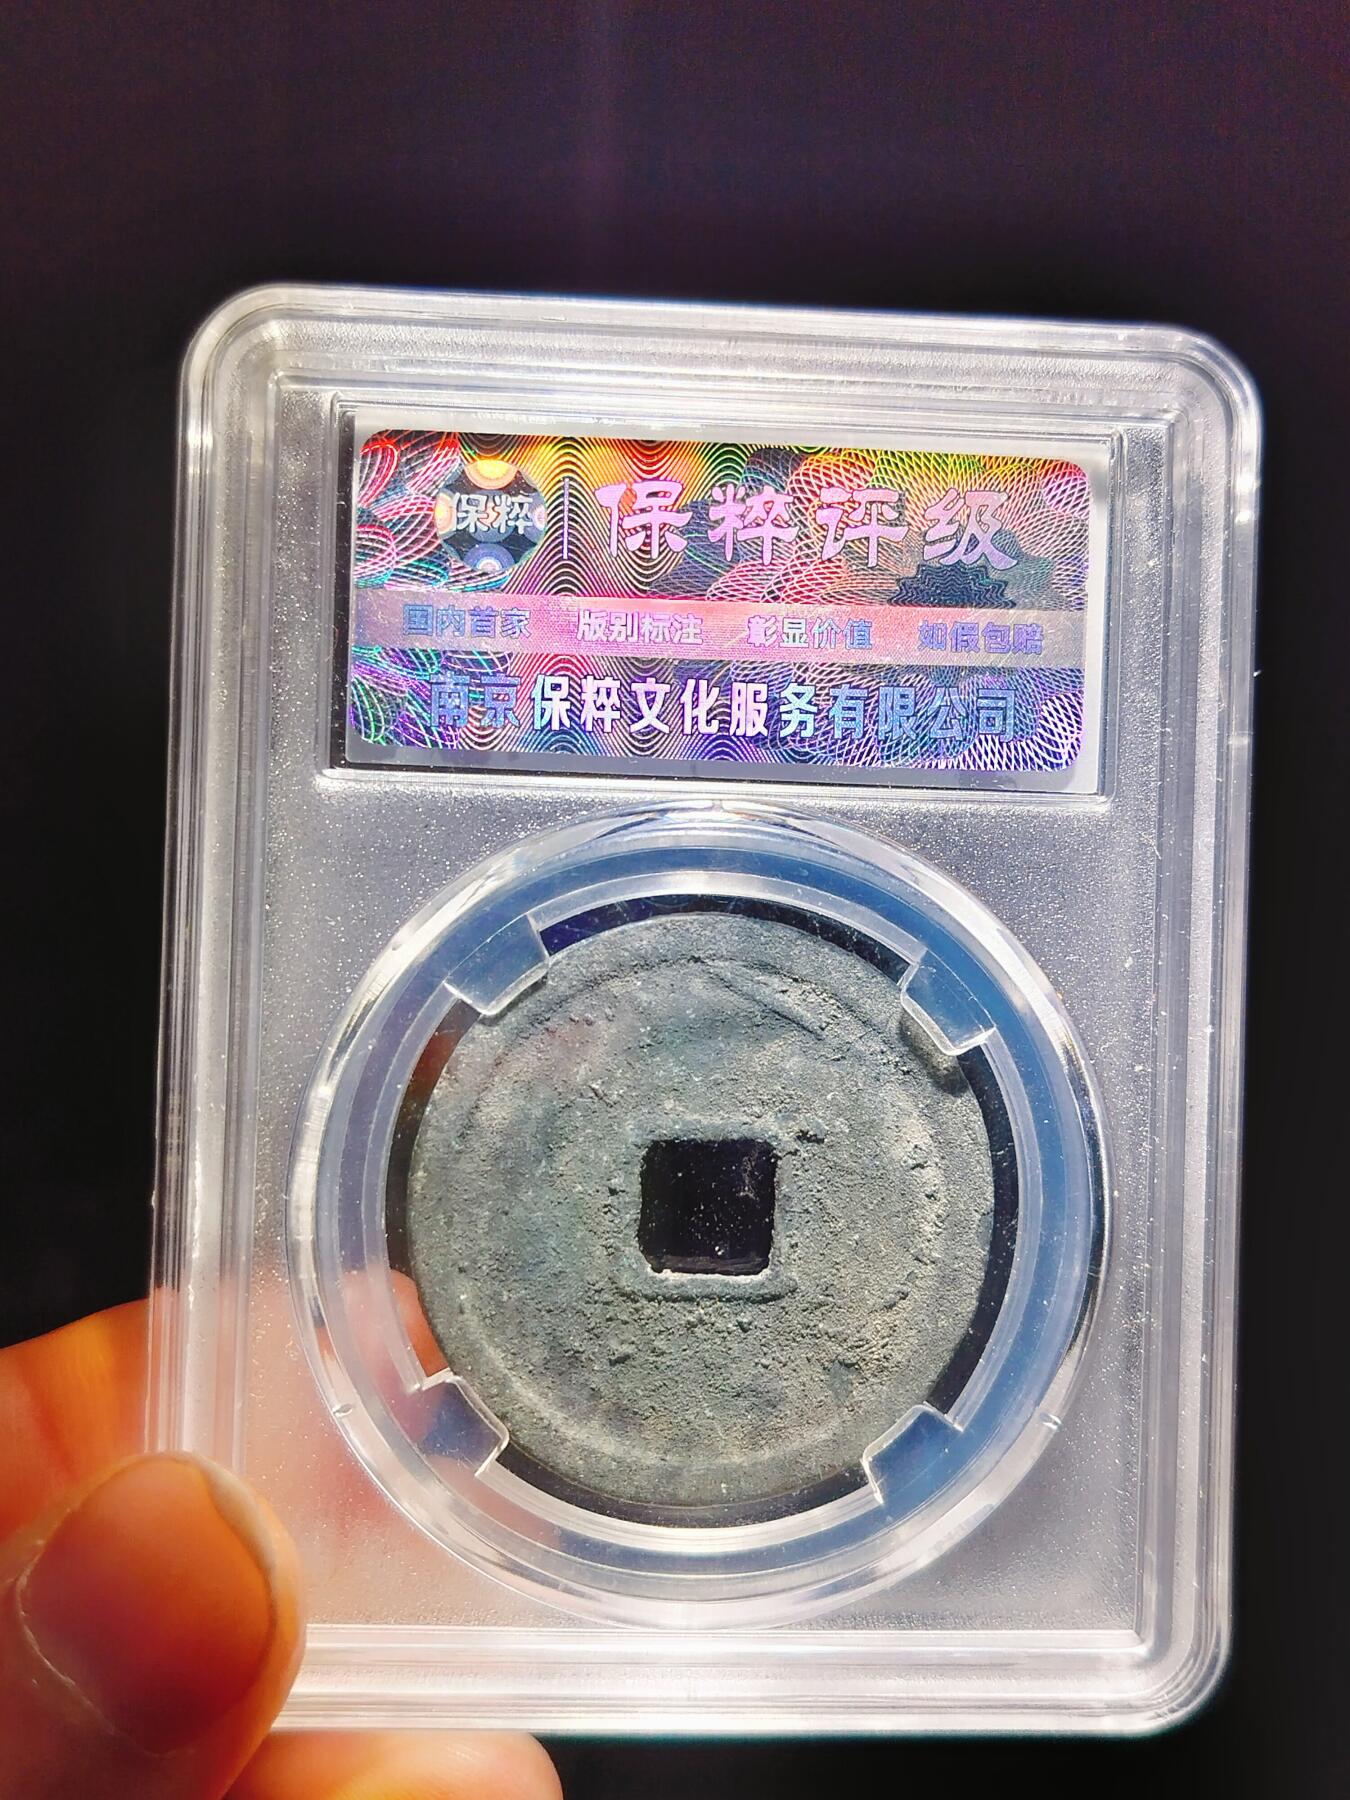 保粹 保粹评级
国内首家 版别标注 彰显价值 如假包赔
南京保粹文化服务有限公司